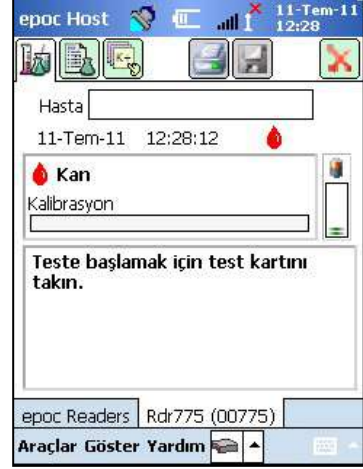 epoc Host 11-Tem-11
12:28
K+
Hasta
11-Tem-11 12:28:12
Kan
Kalibrasyon
Teste başlamak için test kartını
takın.
epoc Readers Rdr775 (00775)
Araçlar Göster Yardım